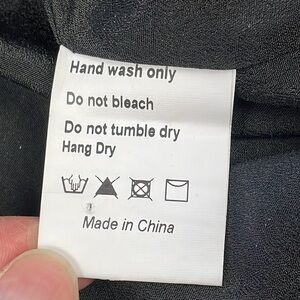 Hand wash only
Do not bleach
Do not tumble dry
Hang Dry
Made in China